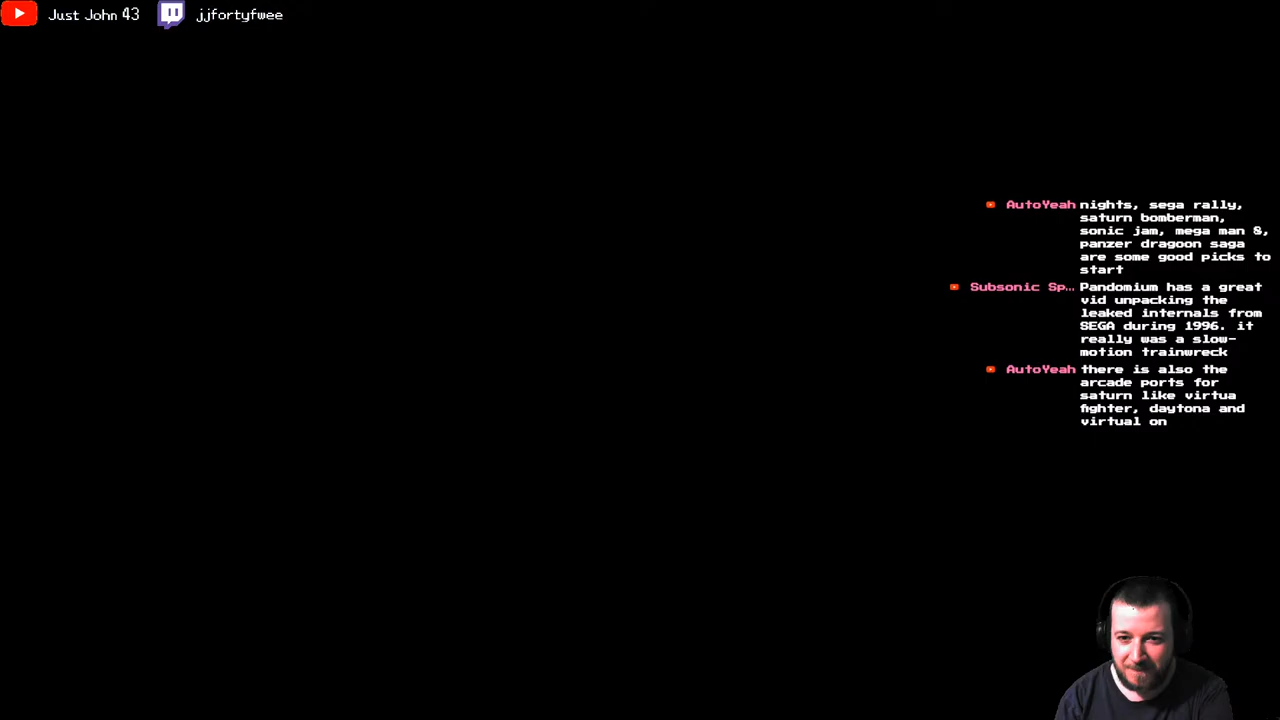 Just John 43 jjfortyfwee
AutoYeah nights, sega rally,
saturn bomberman,
sonic jam, mega man 8,
panzer dragoon saga
are some good picks to
start
Subsonic Sp… Pandomium has a great
vid unpacking the
leaked internals from
SEGA during 1996. it
really was a slow-
motion trainwreck
AutoYeah there is also the
arcade ports for
saturn like virtua
fighter, daytona and
virtual on